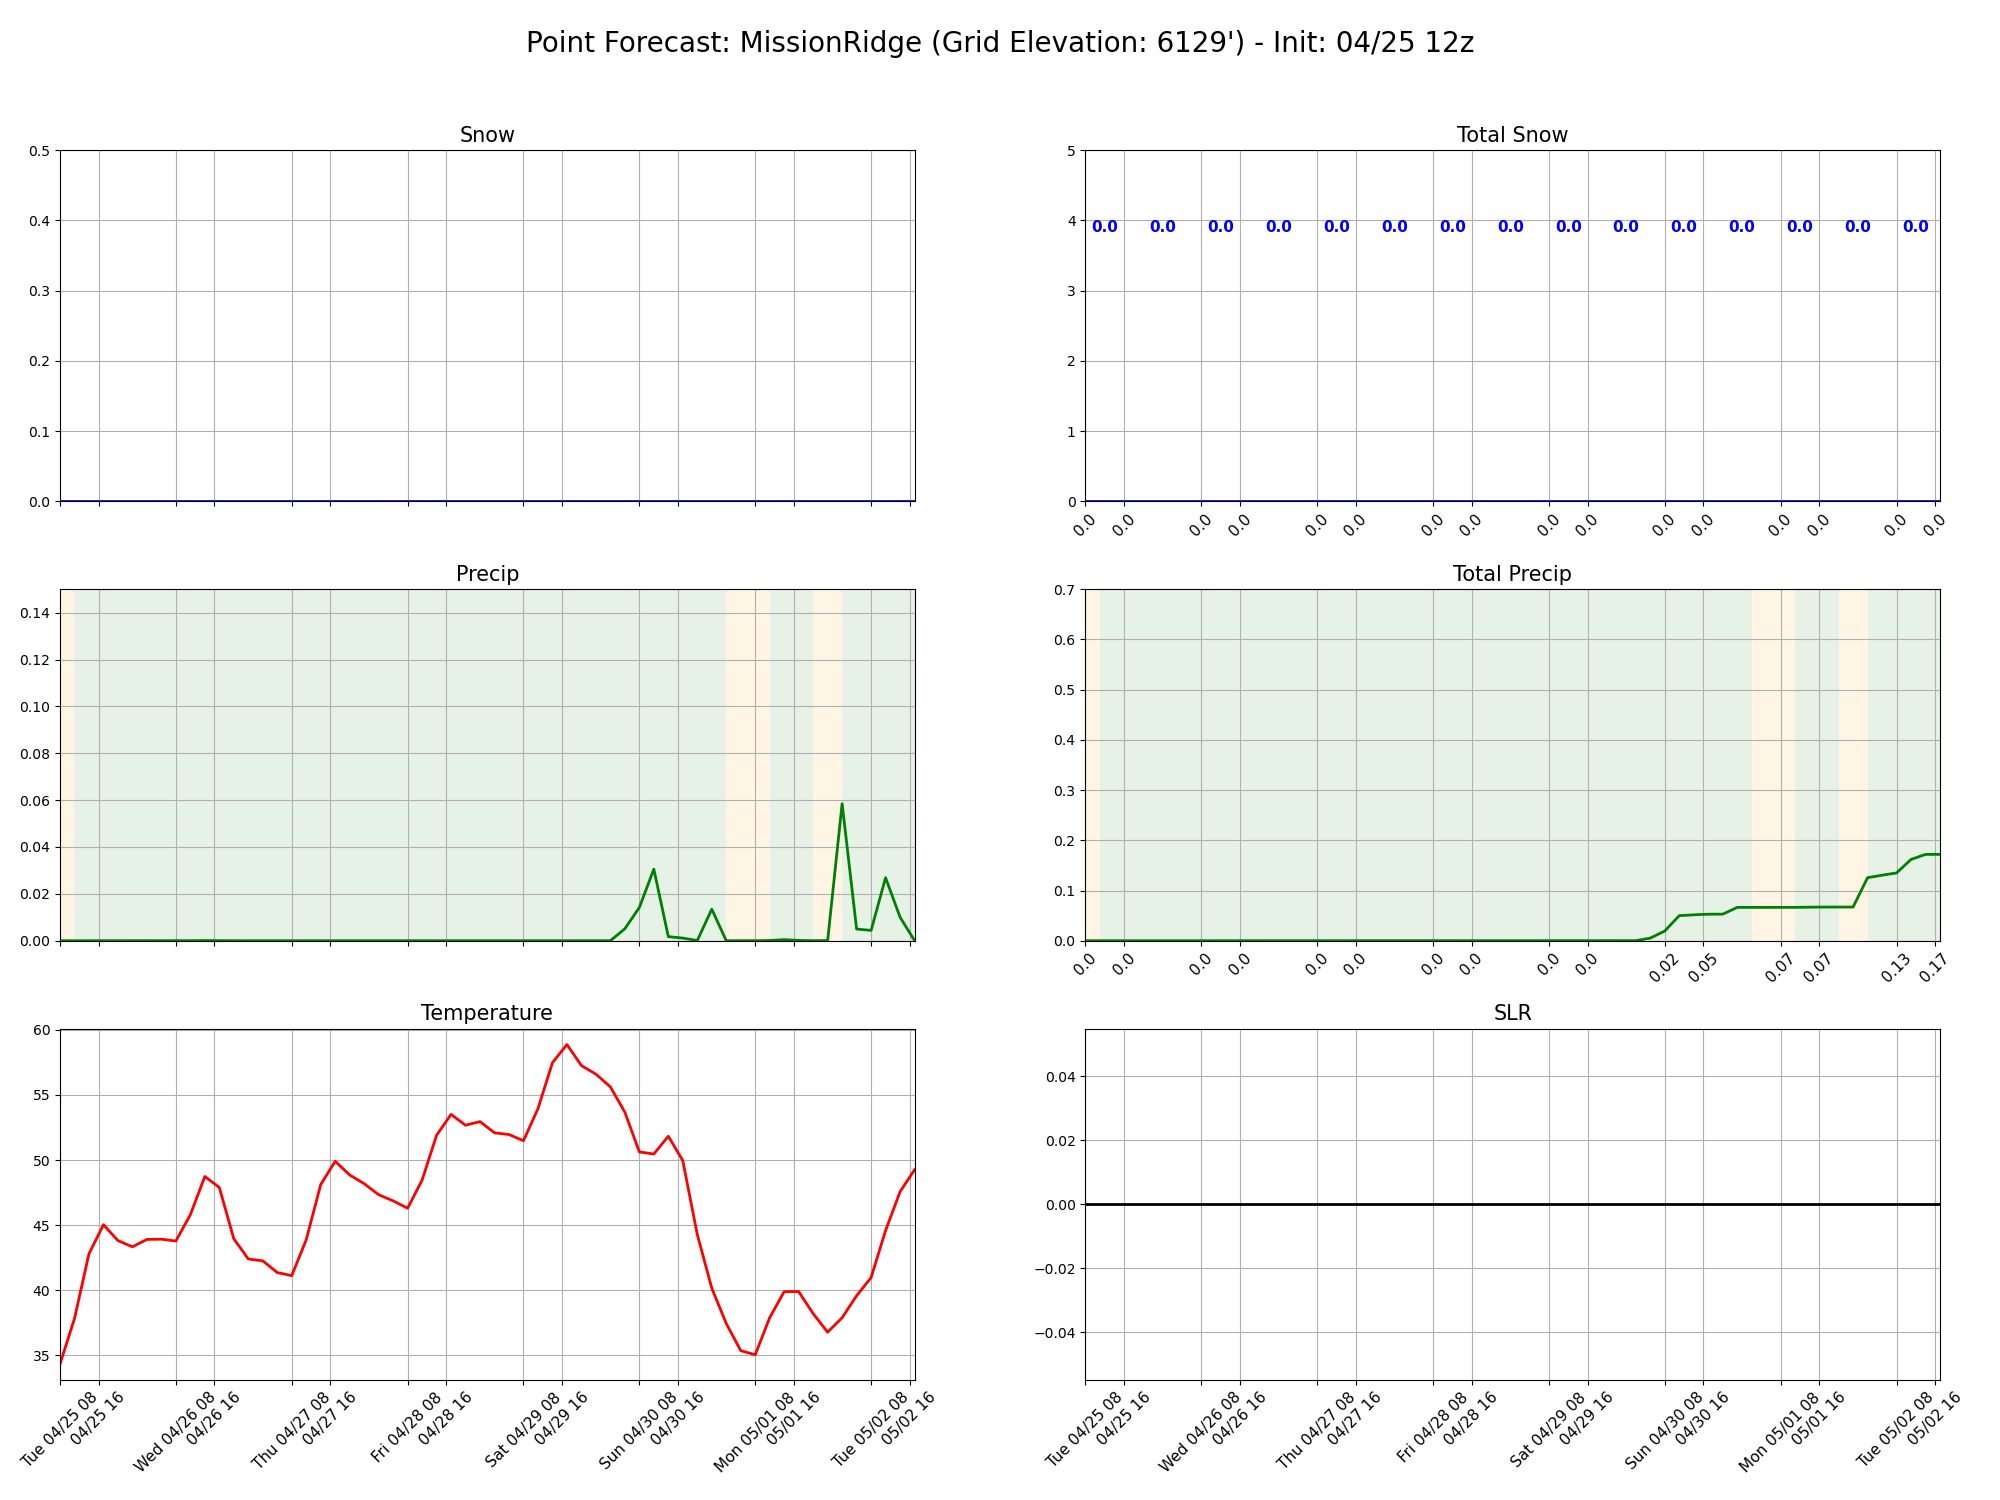 Point Forecast: MissionRidge (Grid Elevation: 6129') - Init: 04/25 12z
Snow
0.5
0.4
0.3
0.2
0.1
0.0
Total Snow
5
4
3
2
1
0
0.0 0.0 0.0 0.0 0.0 0.0 0.0 0.0 0.0 0.0 0.0 0.0 0.0 0.0 0.0
0.0 0.0 0.0 0.0 0.0 0.0 0.0 0.0 0.0 0.0 0.0 0.0 0.0 0.0 0.0 0.0
Precip
0.14
0.12
0.10
0.08
0.06
0.04
0.02
0.00
Total Precip
0.7
0.6
0.5
0.4
0.3
0.2
0.1
0.0
0.0 0.0 0.0 0.0 0.0 0.0 0.0 0.0 0.0 0.0 0.02 0.05 0.07 0.07 0.13 0.17
Temperature
60
55
50
45
40
35
Tue 04/25 08
04/25 16
Wed 04/26 08
04/26 16
Thu 04/27 08
04/27 16
Fri 04/28 08
04/28 16
Sat 04/29 08
04/29 16
Sun 04/30 08
04/30 16
Mon 05/01 08
05/01 16
Tue 05/02 08
05/02 16
SLR
0.04
0.02
0.00
−0.02
−0.04
Tue 04/25 08
04/25 16
Wed 04/26 08
04/26 16
Thu 04/27 08
04/27 16
Fri 04/28 08
04/28 16
Sat 04/29 08
04/29 16
Sun 04/30 08
04/30 16
Mon 05/01 08
05/01 16
Tue 05/02 08
05/02 16